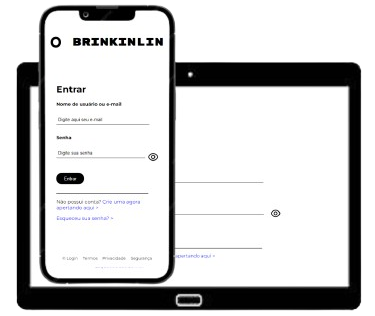 BRINKINLIN
Entrar
Nome de usuário ou e-mail
Digite aqui seu e-mail
Senha
Digite sua senha
Entrar
Não possui conta? Crie uma agora
apertando aqui >
Esqueceu sua senha? >
Login Termos Privacidade Segurança
apertando aqui >